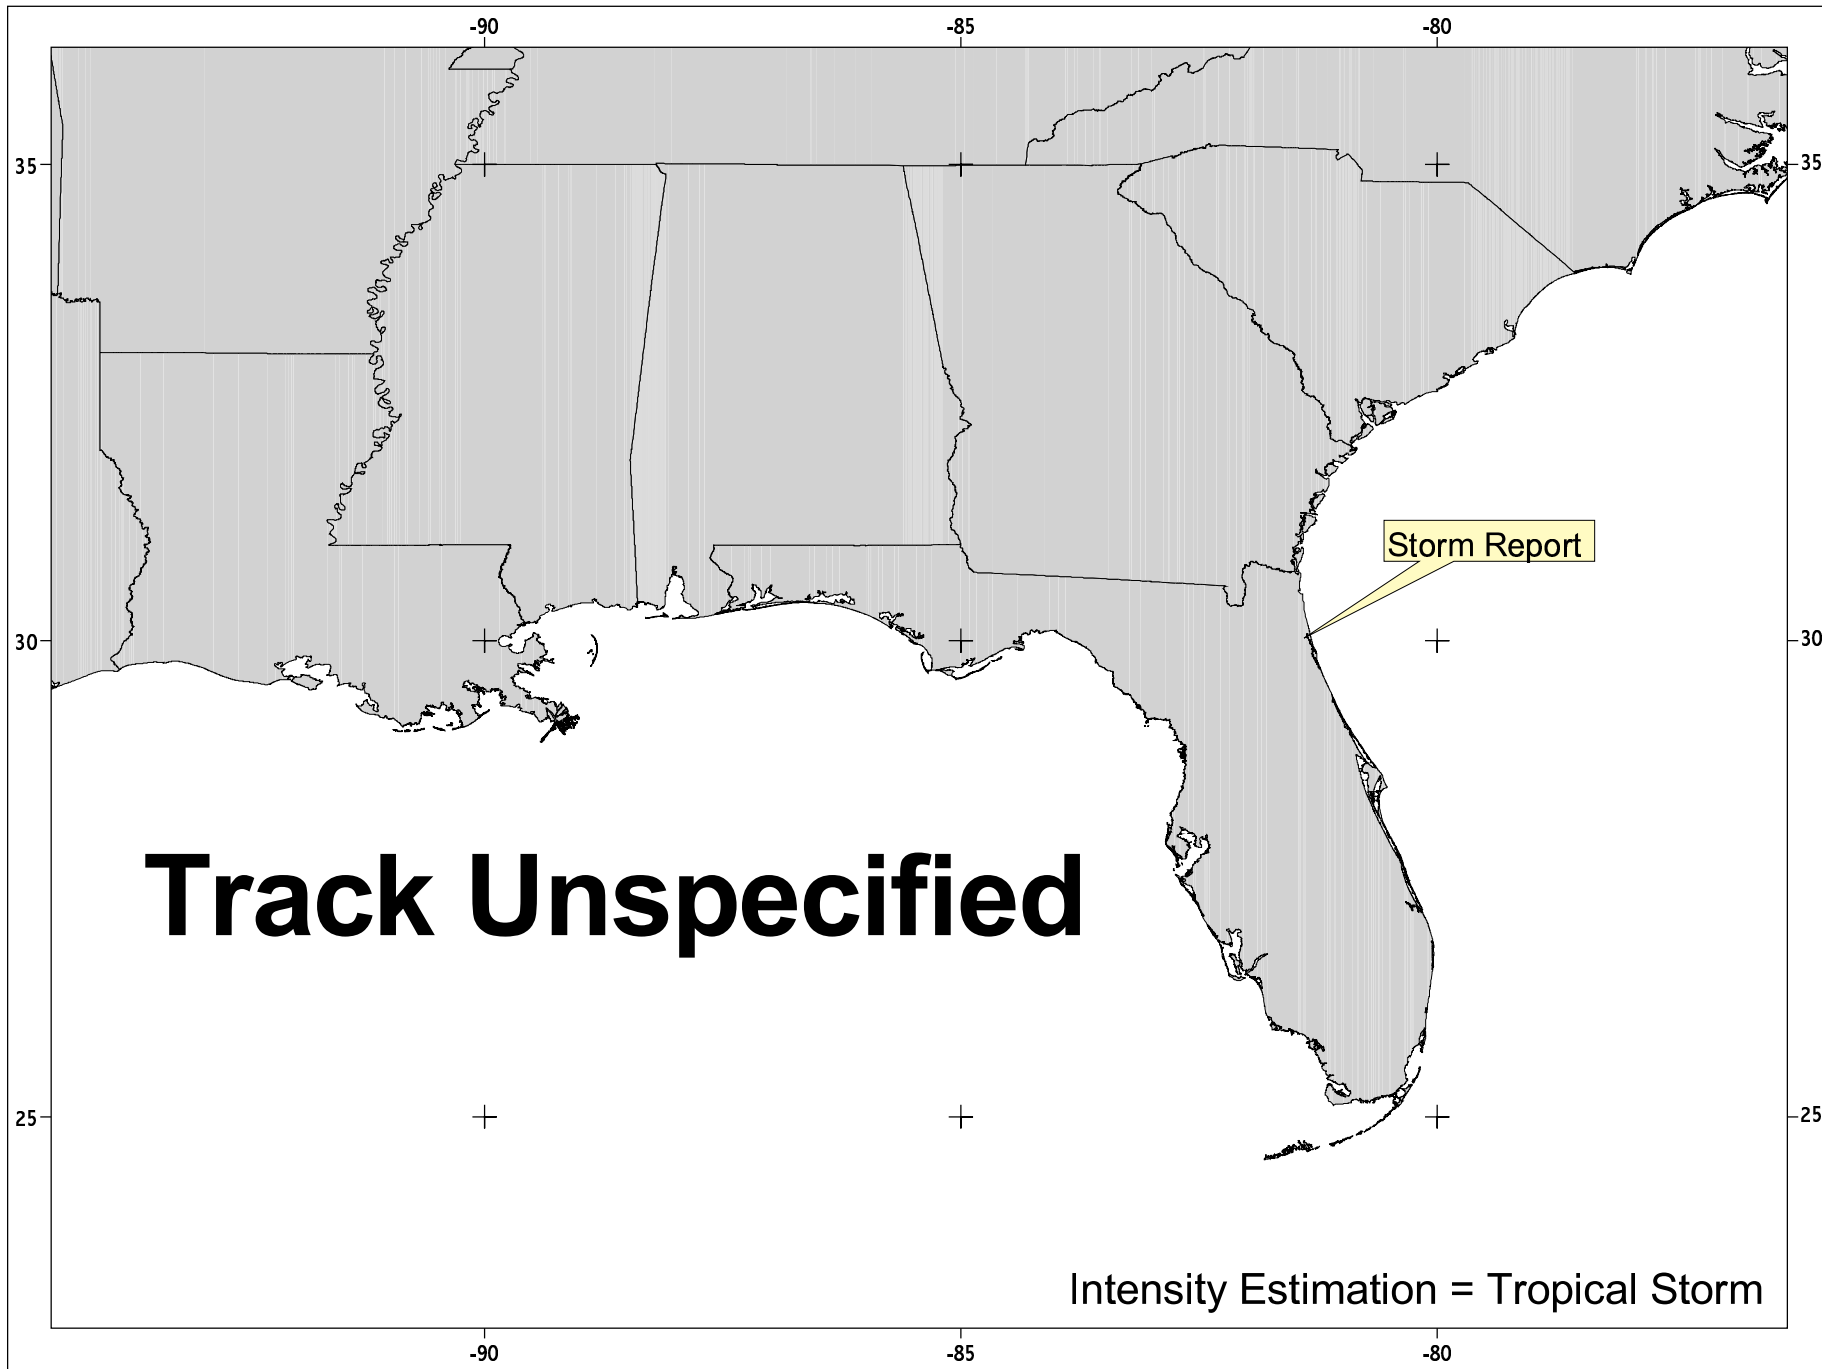 -90 -85 -80
35 35
Storm Report
30 30
Track Unspecified
25 25
Intensity Estimation = Tropical Storm
-90 -85 -80